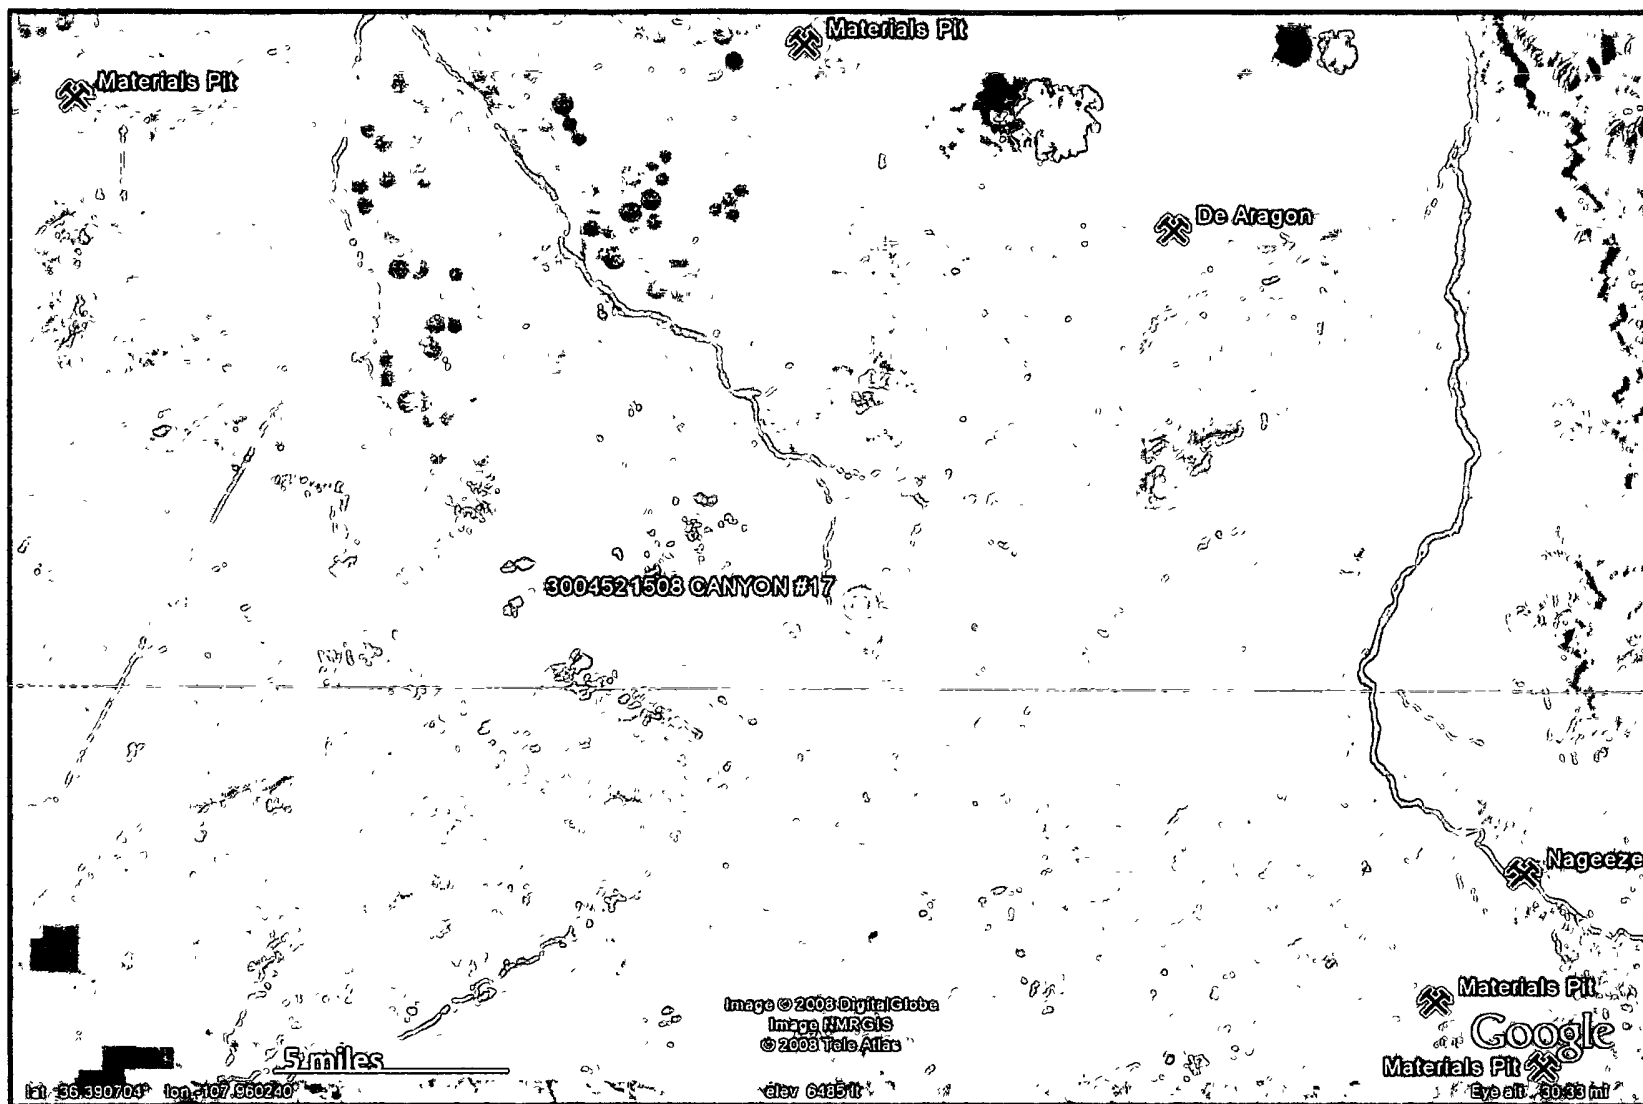 Materials Pit
Materials Pit
De Aragon
3004521508 CANYON #17
Nageeze
Image © 2008 DigitalGlobe
Image NMRGIS
© 2008 Tele Atlas
Materials Pit
Google
Materials Pit
5 miles
lat 36.390704° lon -107.960240°
elev 6485 ft
Eye alt 30.33 mi